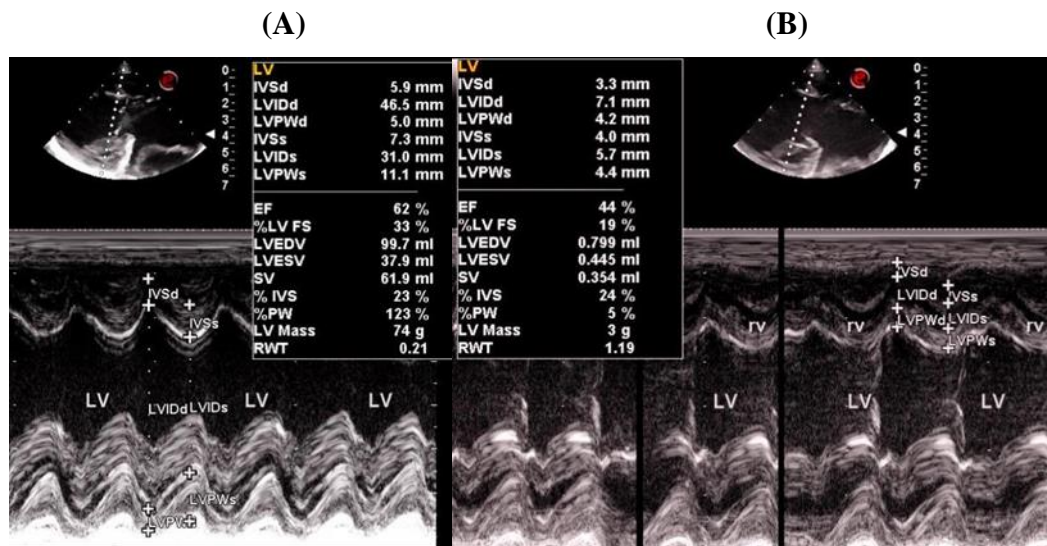 (A)
(B)
0
1
2
3
4
5
6
7
LV
IVSd 5.9 mm
LVIDd 46.5 mm
LVPWd 5.0 mm
IVSs 7.3 mm
LVIDs 31.0 mm
LVPWs 11.1 mm
EF 62 %
%LV FS 33 %
LVEDV 99.7 ml
LVESV 37.9 ml
SV 61.9 ml
% IVS 23 %
%PW 123 %
LV Mass 74 g
RWT 0.21
LV
IVSd 3.3 mm
LVIDd 7.1 mm
LVPWd 4.2 mm
IVSs 4.0 mm
LVIDs 5.7 mm
LVPWs 4.4 mm
EF 44 %
%LV FS 19 %
LVEDV 0.799 ml
LVESV 0.445 ml
SV 0.354 ml
% IVS 24 %
%PW 5 %
LV Mass 3 g
RWT 1.19
0
1
2
3
4
5
6
7
IVSd
IVSs
LV
LVIDd LVIDs
LV
LV
LVPWs
IVSd
LVIDd IVSs
rv
rv
LVPWd LVIDs
rv
LVPWs
LV
LV
LV